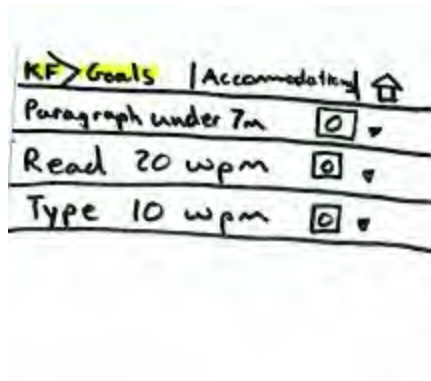 KF > Goals | Accommodations |
Paragraph under 7m 0
Read 20 wpm 0
Type 10 wpm 0